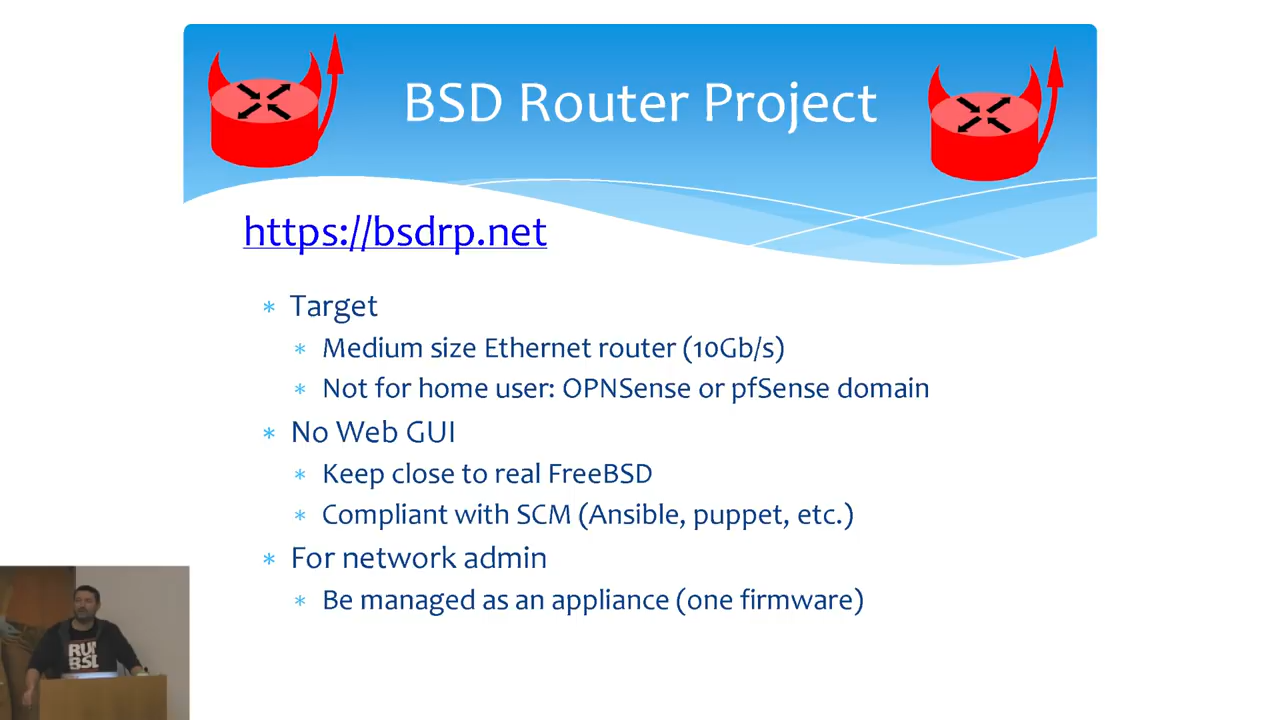 BSD Router Project
https://bsdrp.net
Target
Medium size Ethernet router (10Gb/s)
Not for home user: OPNSense or pfSense domain
No Web GUI
Keep close to real FreeBSD
Compliant with SCM (Ansible, puppet, etc.)
For network admin
Be managed as an appliance (one firmware)
RUN
BSD